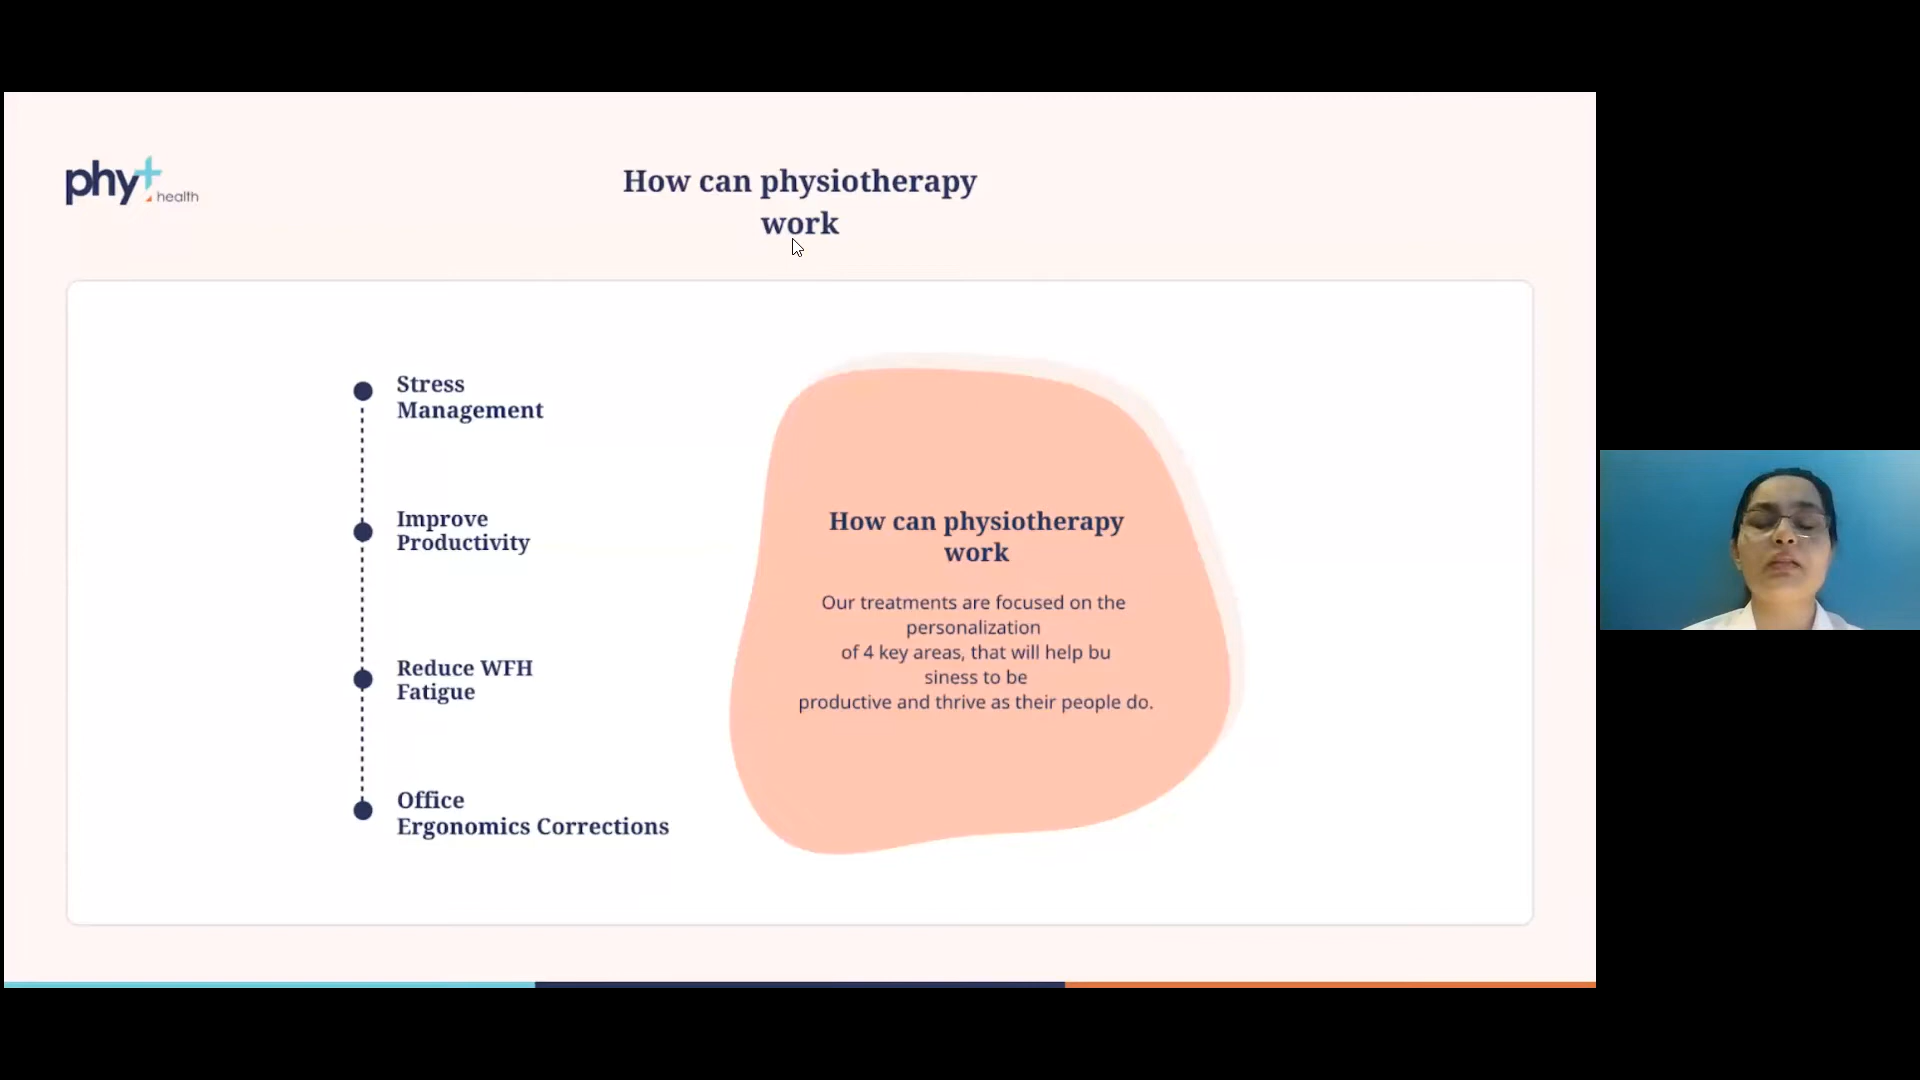 phy+ health
How can physiotherapy
work
Stress
Management
Improve
Productivity
Reduce WFH
Fatigue
Office
Ergonomics Corrections
How can physiotherapy
work
Our treatments are focused on the
personalization
of 4 key areas, that will help bu
siness to be
productive and thrive as their people do.